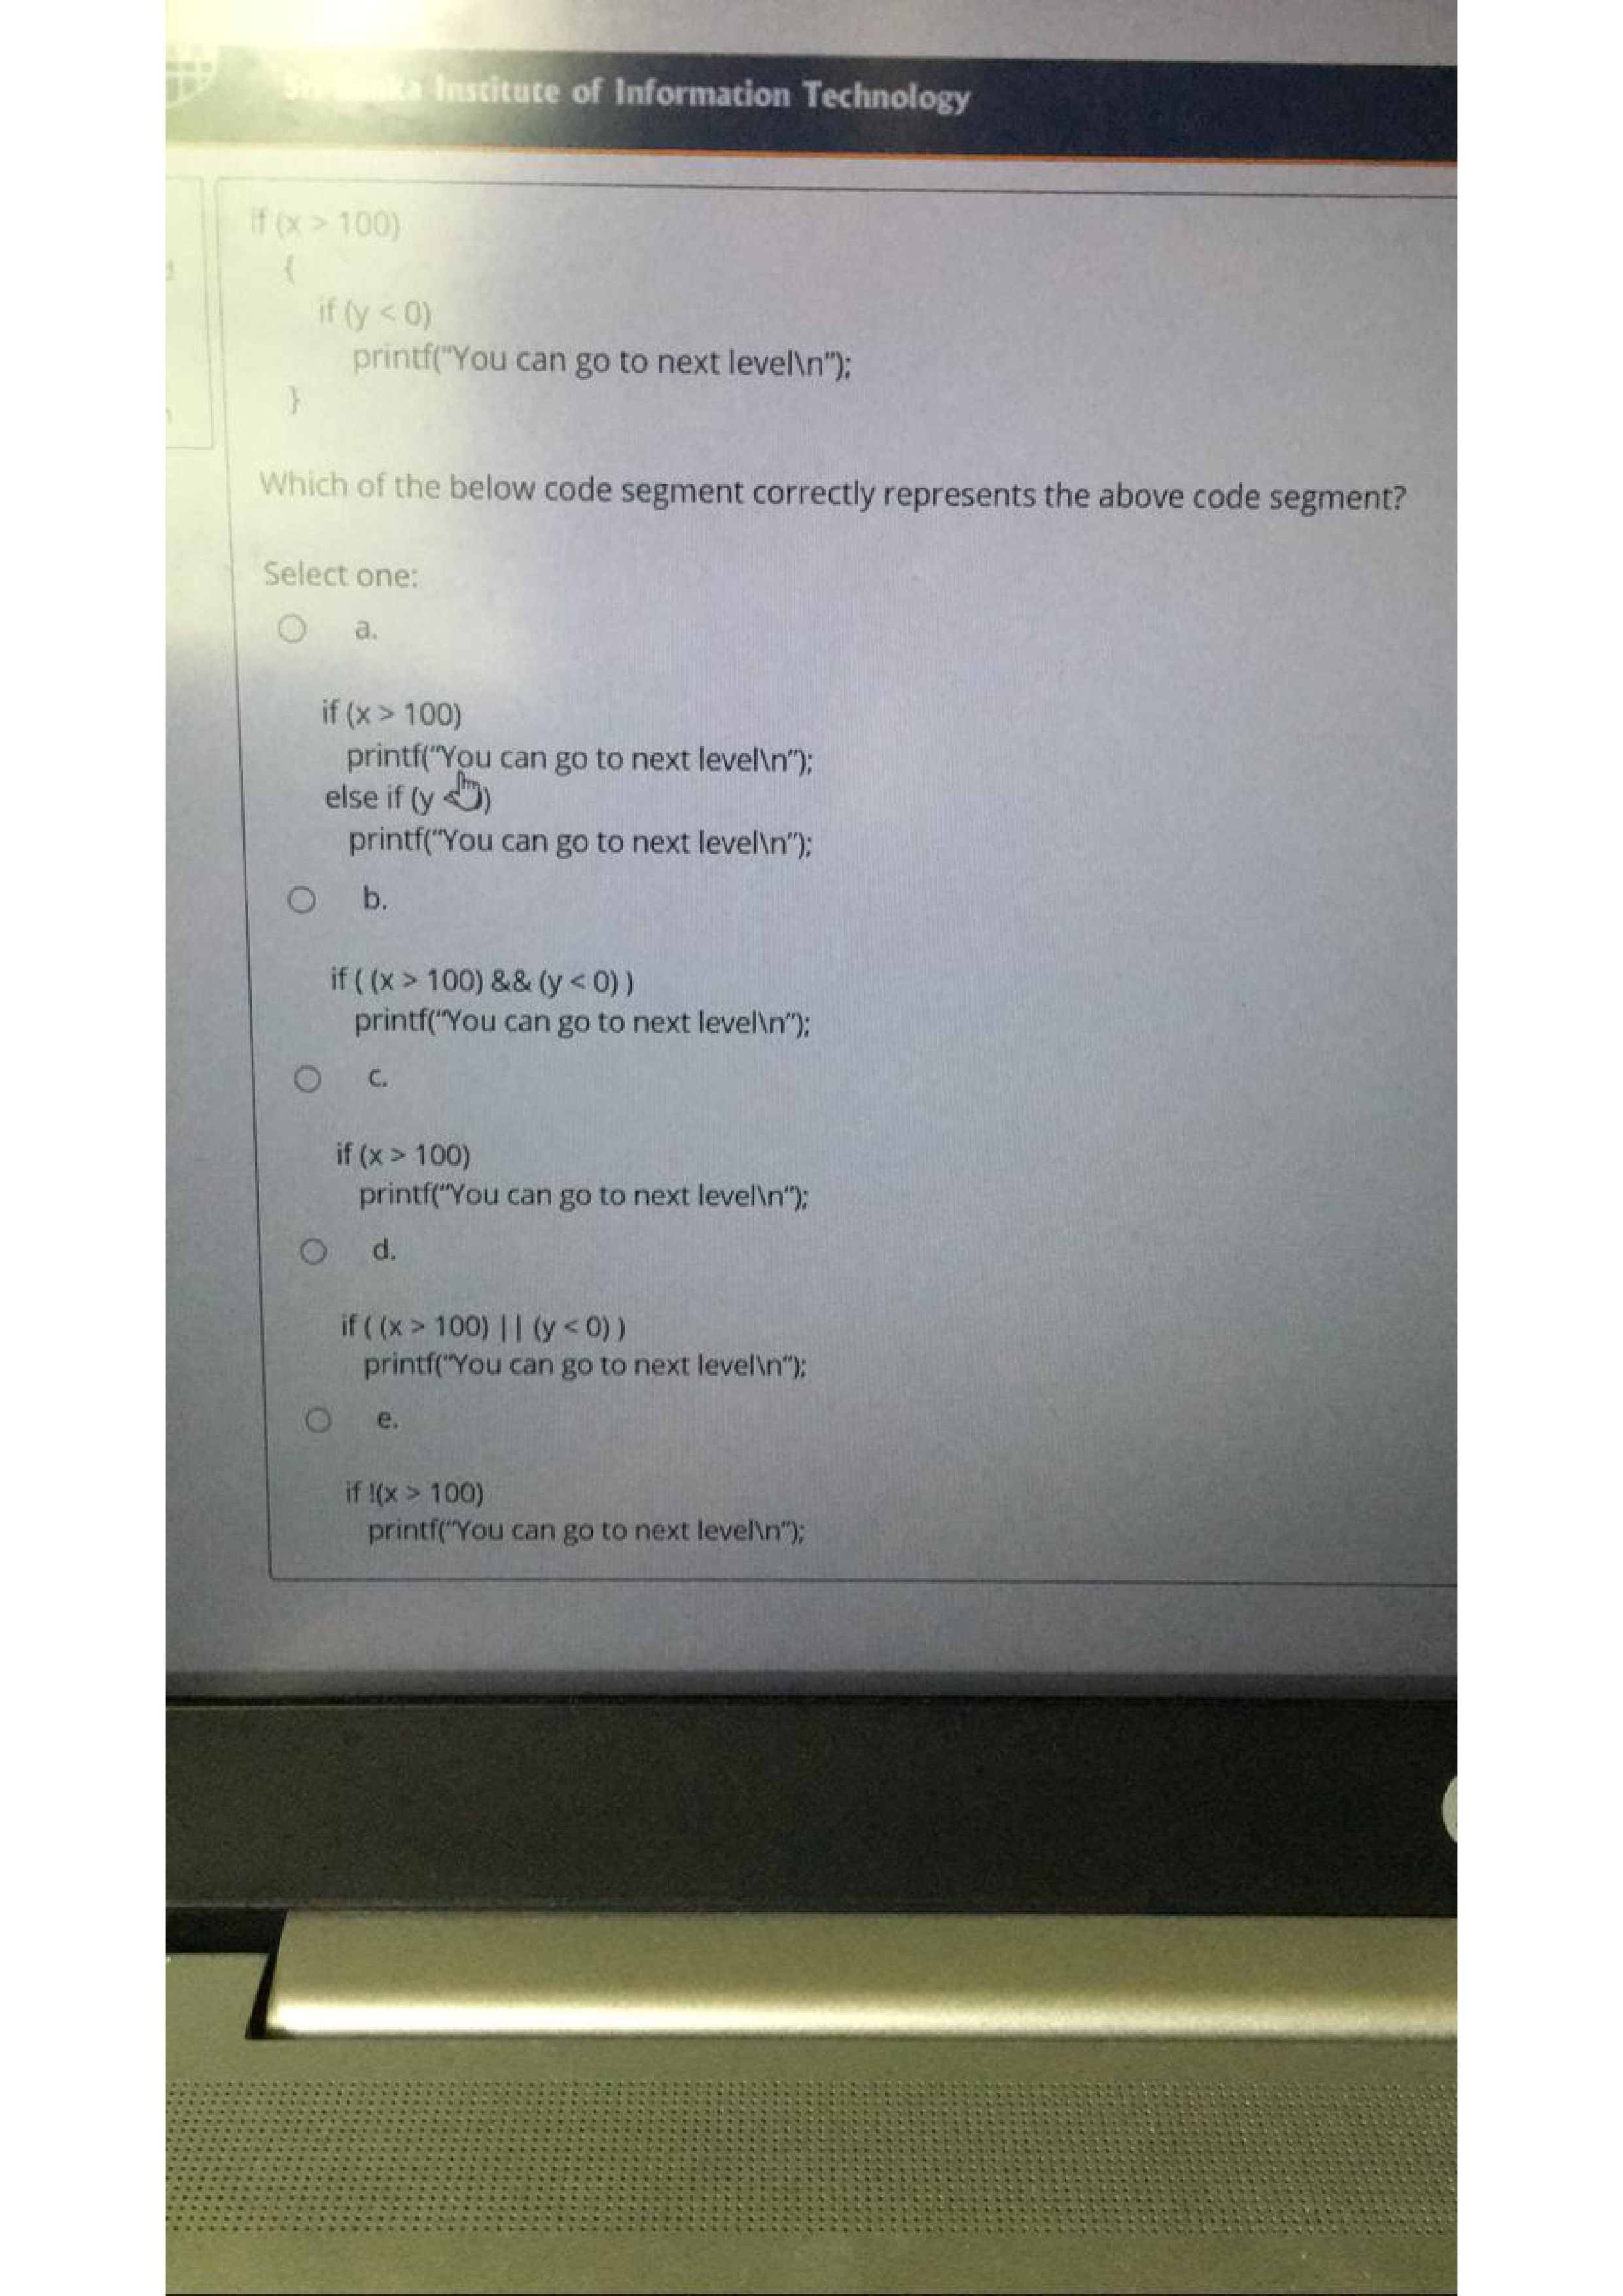 Institute of Information Technology
if (x > 100)
{
if (y < 0)
printf("You can go to next level\n");
}
Which of the below code segment correctly represents the above code segment?
Select one:
a.
if (x > 100)
printf("You can go to next level\n");
else if (y < )
printf("You can go to next level\n");
b.
if ( (x > 100) && (y < 0) )
printf("You can go to next level\n");
c.
if (x > 100)
printf("You can go to next level\n");
d.
if ( (x > 100) || (y < 0) )
printf("You can go to next level\n");
e.
if !(x > 100)
printf("You can go to next level\n");